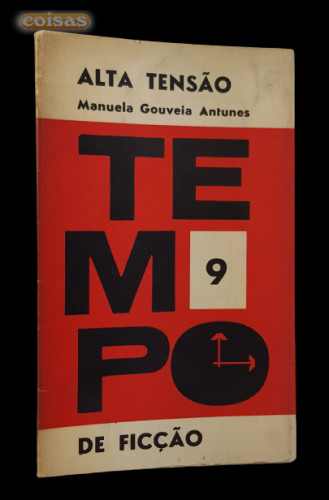 coisas
ALTA TENSÃO
Manuela Gouveia Antunes
TE
M 9
PO
DE FICÇÃO